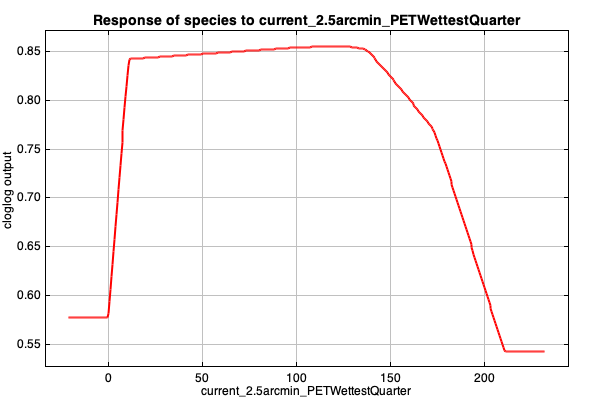 Response of species to current_2.5arcmin_PETWettestQuarter
cloglog output
0.85
0.80
0.75
0.70
0.65
0.60
0.55
0 50 100 150 200
current_2.5arcmin_PETWettestQuarter